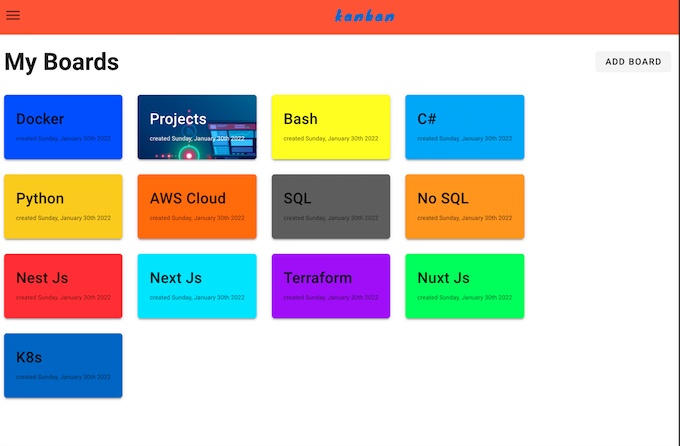 kanban
My Boards
ADD BOARD
Docker
created Sunday, January 30th 2022
Projects
created Sunday, January 30th 2022
Bash
created Sunday, January 30th 2022
C#
created Sunday, January 30th 2022
Python
created Sunday, January 30th 2022
AWS Cloud
created Sunday, January 30th 2022
SQL
created Sunday, January 30th 2022
No SQL
created Sunday, January 30th 2022
Nest Js
created Sunday, January 30th 2022
Next Js
created Sunday, January 30th 2022
Terraform
created Sunday, January 30th 2022
Nuxt Js
created Sunday, January 30th 2022
K8s
created Sunday, January 30th 2022